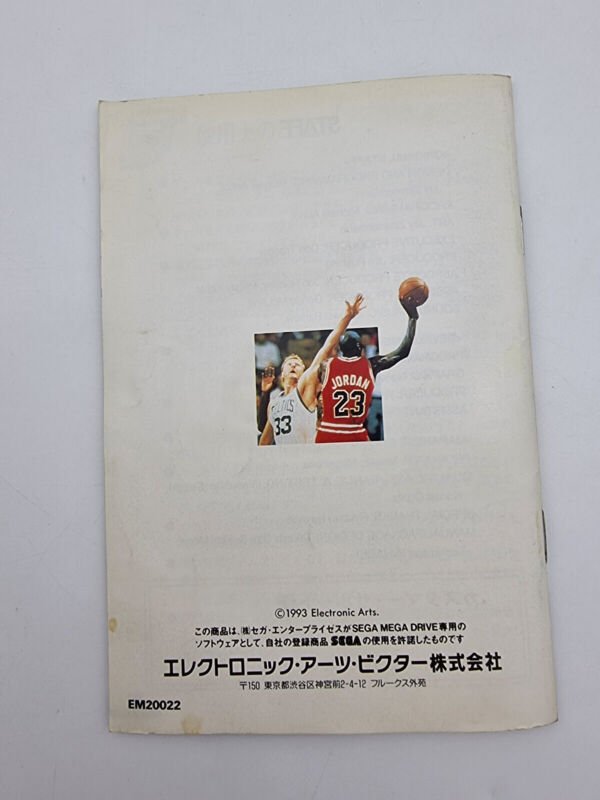 JORDAN
23
CELTICS
33
©1993 Electronic Arts.
この商品は、㈱セガ・エンタープライゼスがSEGA MEGA DRIVE専用の
ソフトウェアとして、自社の登録商品 SEGA の使用を許諾したものです
エレクトロニック・アーツ・ビクター株式会社
〒150 東京都渋谷区神宮前2-4-12 フルークス外苑
EM20022